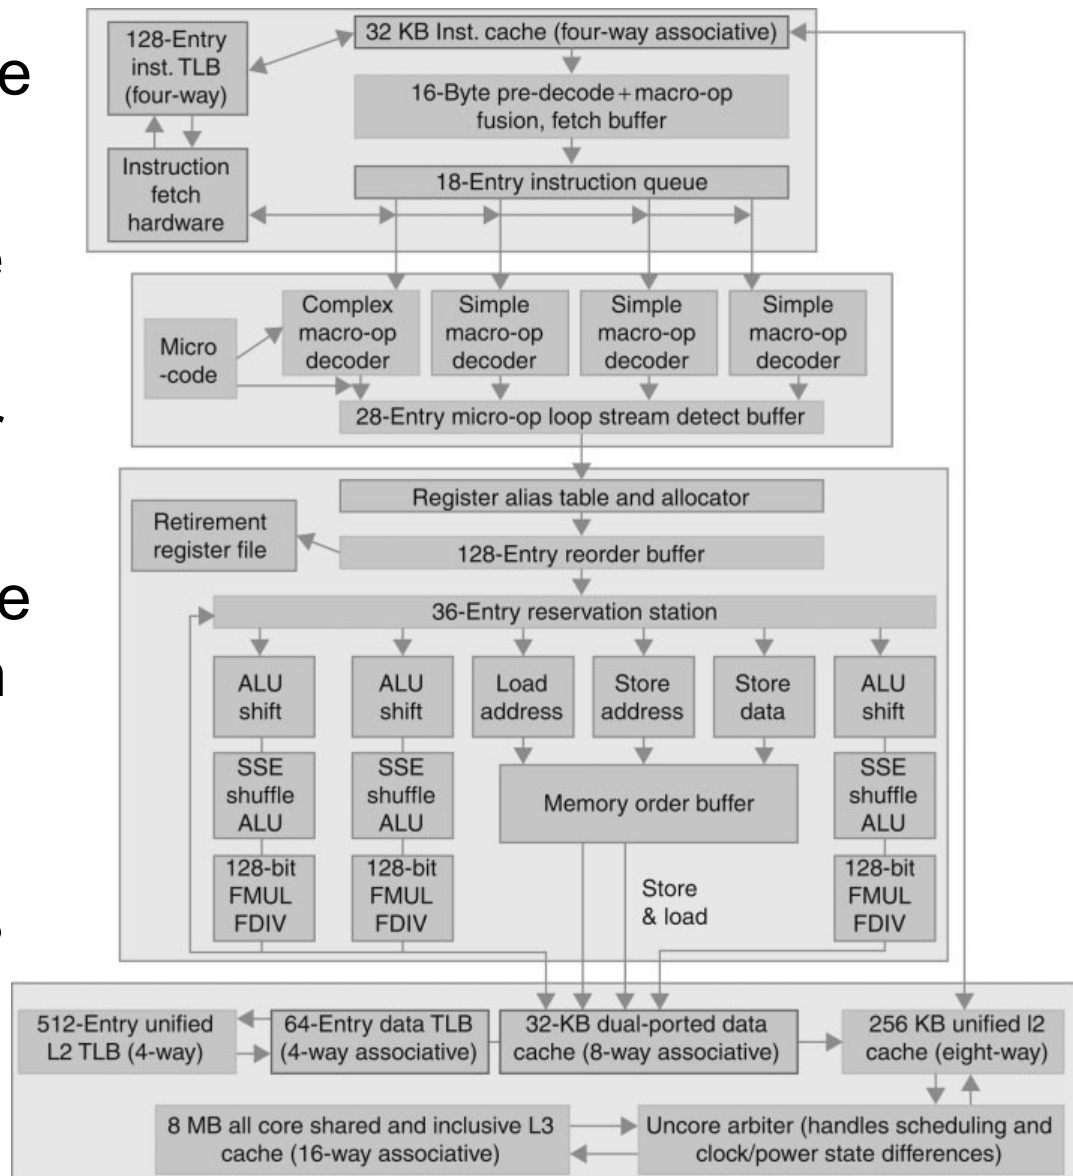 128-Entry
inst. TLB
(four-way)
32 KB Inst. cache (four-way associative)
16-Byte pre-decode+macro-op
fusion, fetch buffer
Instruction
fetch
hardware
18-Entry instruction queue
Micro
-code
Complex
macro-op
decoder
Simple
macro-op
decoder
Simple
macro-op
decoder
Simple
macro-op
decoder
28-Entry micro-op loop stream detect buffer
Register alias table and allocator
Retirement
register file
128-Entry reorder buffer
36-Entry reservation station
ALU
shift
ALU
shift
Load
address
Store
address
Store
data
ALU
shift
SSE
shuffle
ALU
SSE
shuffle
ALU
Memory order buffer
SSE
shuffle
ALU
128-bit
FMUL
FDIV
128-bit
FMUL
FDIV
Store
& load
128-bit
FMUL
FDIV
512-Entry unified
L2 TLB (4-way)
64-Entry data TLB
(4-way associative)
32-KB dual-ported data
cache (8-way associative)
256 KB unified l2
cache (eight-way)
8 MB all core shared and inclusive L3
cache (16-way associative)
Uncore arbiter (handles scheduling and
clock/power state differences)